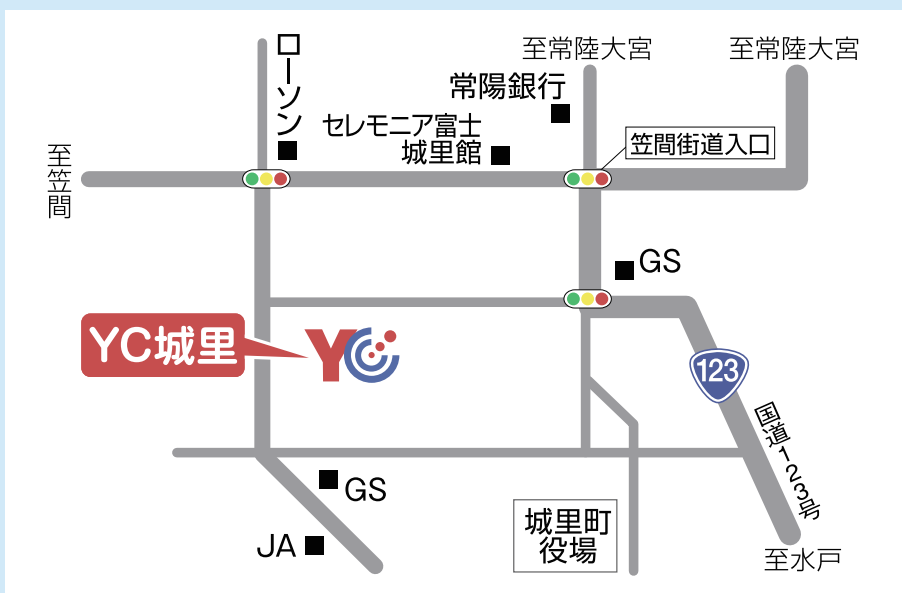 至常陸大宮
至常陸大宮
ローソン
常陽銀行
セレモニア富士
城里館
笠間街道入口
至笠間
GS
YC城里
YC
123
国道123号
GS
JA
城里町
役場
至水戸